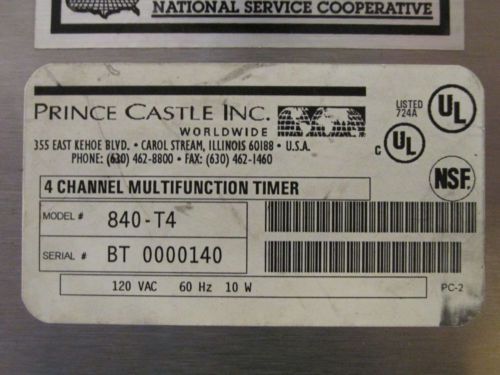 NATIONAL SERVICE COOPERATIVE
PRINCE CASTLE INC.
WORLDWIDE
355 EAST KEHOE BLVD. • CAROL STREAM, ILLINOIS 60188 • U.S.A.
PHONE: (630) 462-8800 • FAX: (630) 462-1460
LISTED
724A
UL
C UL
NSF
4 CHANNEL MULTIFUNCTION TIMER
MODEL # 840-T4
SERIAL # BT 0000140
120 VAC 60 Hz 10 W
PC-2